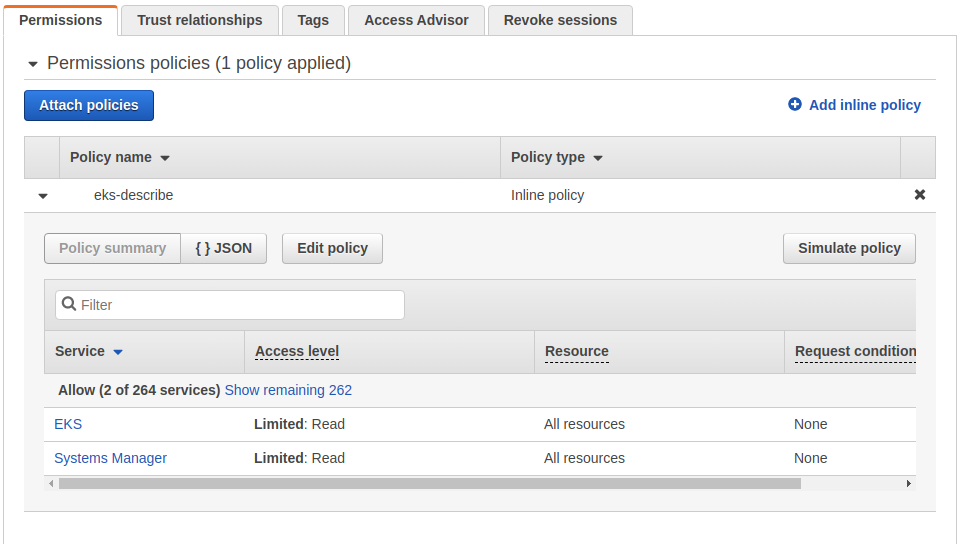 Permissions Trust relationships Tags Access Advisor Revoke sessions
Permissions policies (1 policy applied)
Attach policies Add inline policy
Policy name Policy type
eks-describe Inline policy
Policy summary { } JSON Edit policy Simulate policy
Filter
Service Access level Resource Request condition
Allow (2 of 264 services) Show remaining 262
EKS Limited: Read All resources None
Systems Manager Limited: Read All resources None